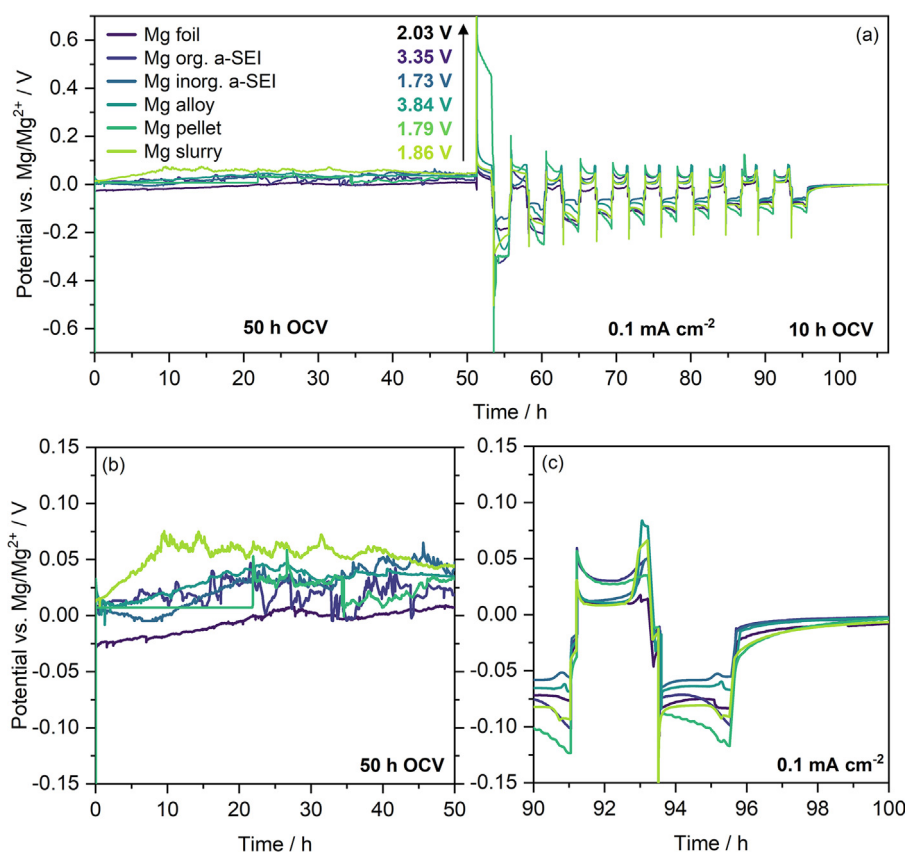 (a)
Mg foil 2.03 V
Mg org. a-SEI 3.35 V
Mg inorg. a-SEI 1.73 V
Mg alloy 3.84 V
Mg pellet 1.79 V
Mg slurry 1.86 V
Potential vs. Mg/Mg²⁺ / V
0.6
0.4
0.2
0.0
-0.2
-0.4
-0.6
50 h OCV 0.1 mA cm⁻² 10 h OCV
0 10 20 30 40 50 60 70 80 90 100
Time / h
(b)
Potential vs. Mg/Mg²⁺ / V
0.15
0.10
0.05
0.00
-0.05
-0.10
-0.15
50 h OCV
0 10 20 30 40 50
Time / h
(c)
0.15
0.10
0.05
0.00
-0.05
-0.10
-0.15
0.1 mA cm⁻²
90 92 94 96 98 100
Time / h